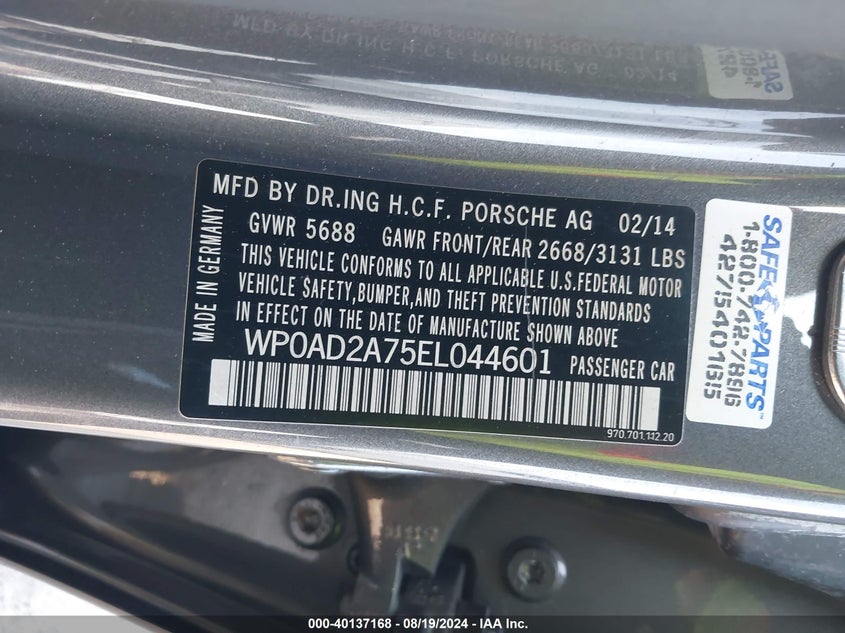 MFD BY DR.ING H.C.F. PORSCHE AG 02/14
GVWR 5688 GAWR FRONT/REAR 2668/3131 LBS
THIS VEHICLE CONFORMS TO ALL APPLICABLE U.S.FEDERAL MOTOR
VEHICLE SAFETY,BUMPER,AND THEFT PREVENTION STANDARDS
IN EFFECT ON THE DATE OF MANUFACTURE SHOWN ABOVE
WP0AD2A75EL044601 PASSENGER CAR
970.701.112.20
MADE IN GERMANY
SAFE PARTS
1-800-742-7896
4275401615
000-40137168 - 08/19/2024 - IAA Inc.